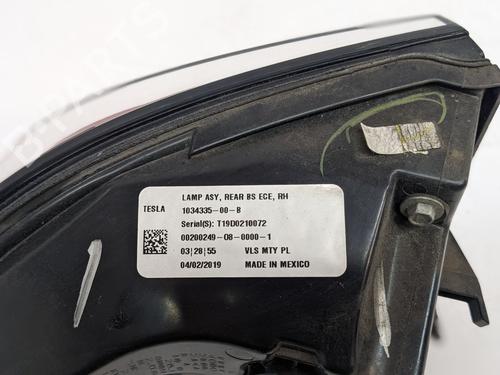 LAMP ASY, REAR BS ECE, RH
TESLA 1034335-00-B
Serial(S): T19D0210072
00200249-08-0000-1
03|28|55 VLS MTY PL
04/02/2019 MADE IN MEXICO
B-PARTS